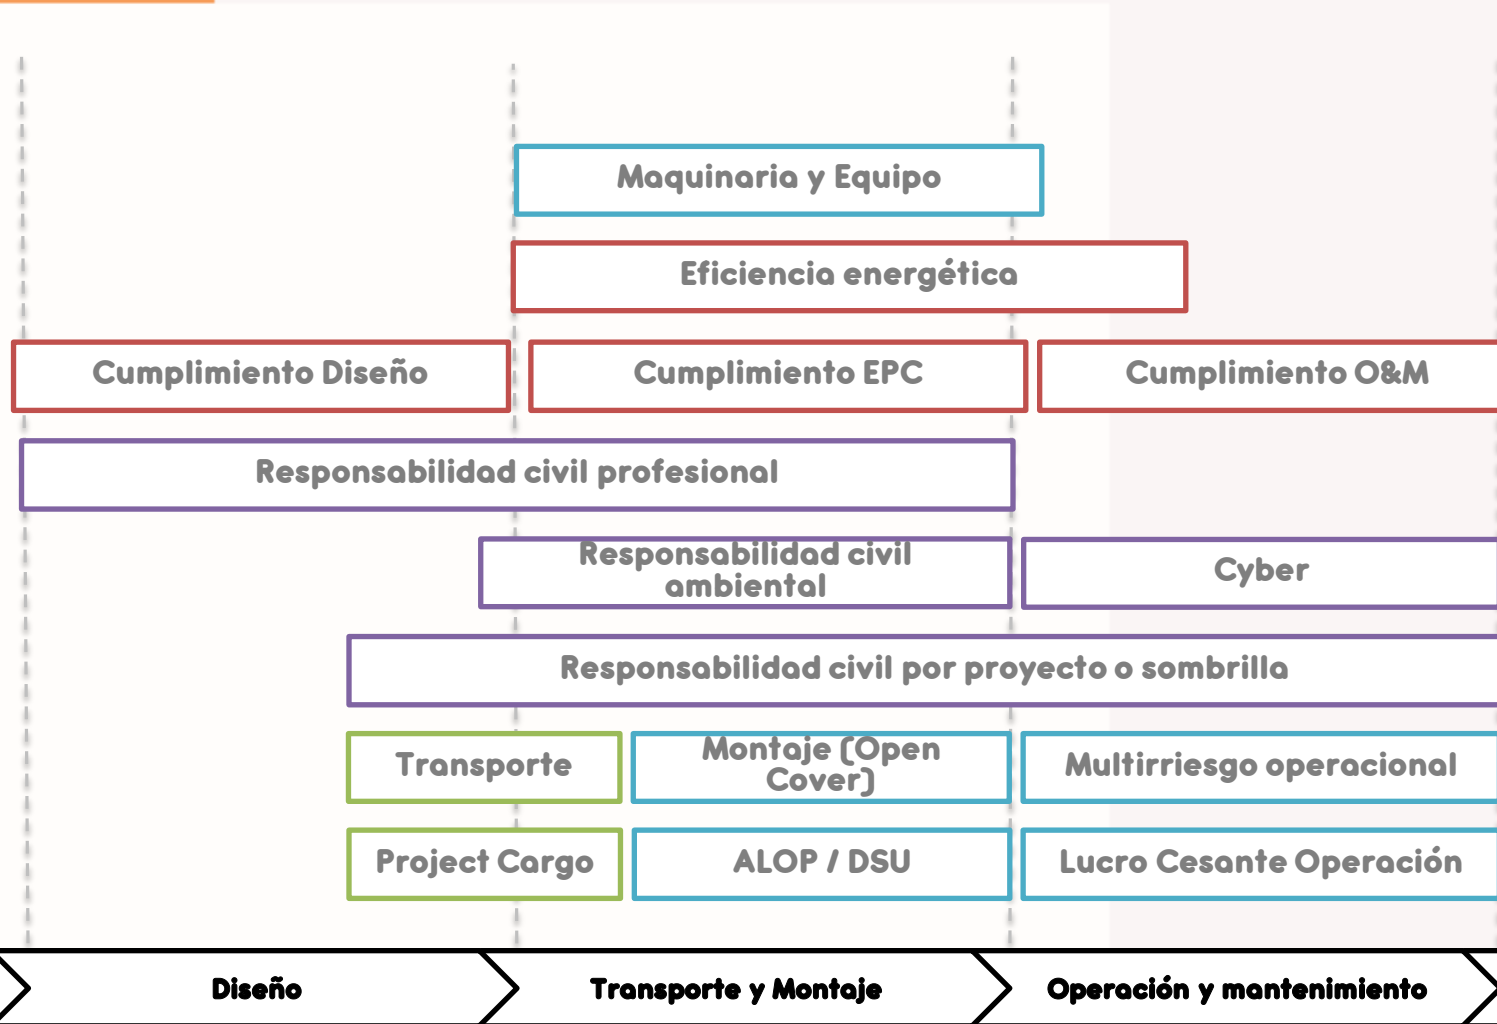 Maquinaria y Equipo
Eficiencia energética
Cumplimiento Diseño
Cumplimiento EPC
Cumplimiento O&M
Responsabilidad civil profesional
Responsabilidad civil
ambiental
Cyber
Responsabilidad civil por proyecto o sombrilla
Transporte
Montaje (Open
Cover)
Multirriesgo operacional
Project Cargo
ALOP / DSU
Lucro Cesante Operación
Diseño
Transporte y Montaje
Operación y mantenimiento